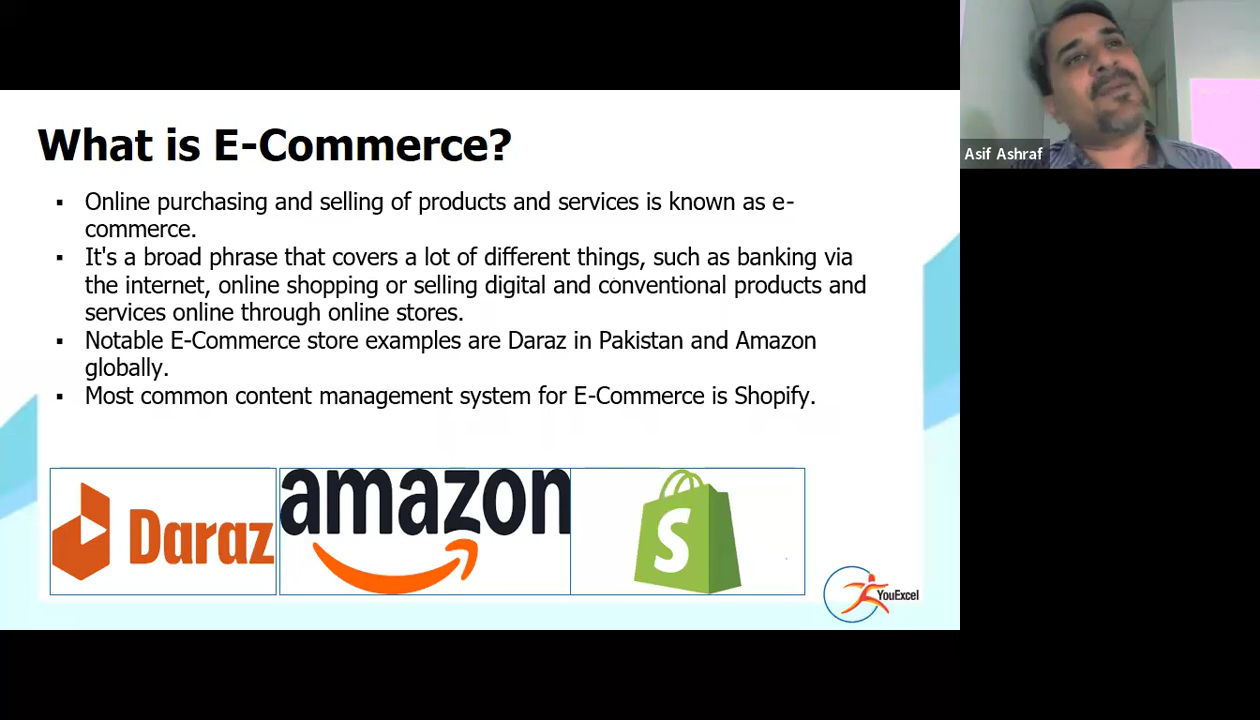 What is E-Commerce?
▪ Online purchasing and selling of products and services is known as e-
commerce.
▪ It's a broad phrase that covers a lot of different things, such as banking via
the internet, online shopping or selling digital and conventional products and
services online through online stores.
▪ Notable E-Commerce store examples are Daraz in Pakistan and Amazon
globally.
▪ Most common content management system for E-Commerce is Shopify.
Daraz
amazon
S
YouExcel
Asif Ashraf